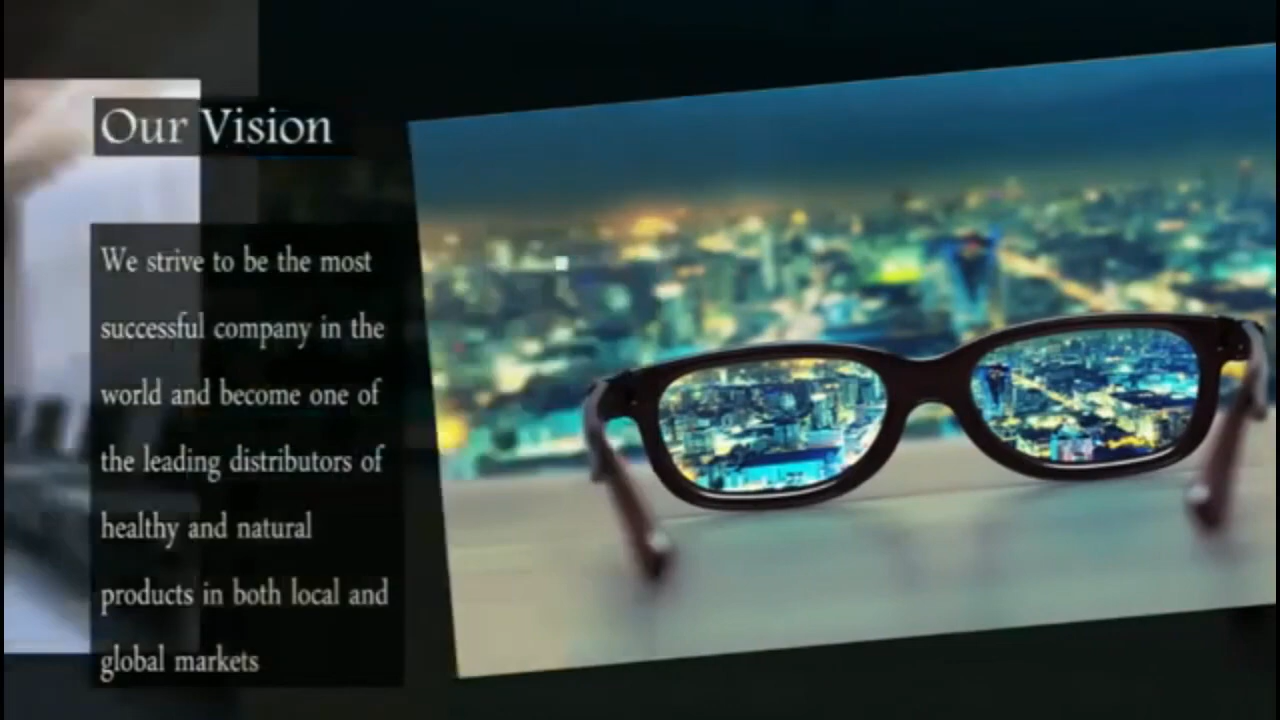 Our Vision
We strive to be the most
successful company in the
world and become one of
the leading distributors of
healthy and natural
products in both local and
global markets